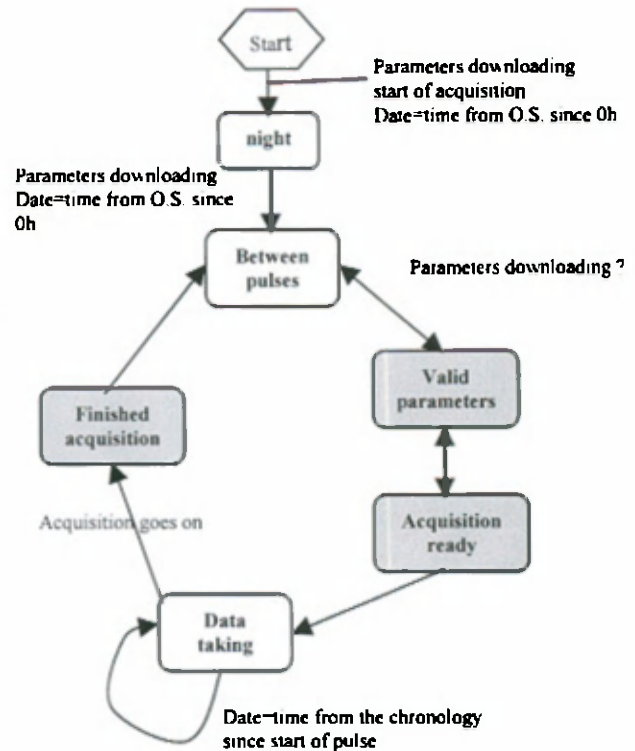 Start
Parameters downloading
start of acquisition
Date=time from O.S. since 0h
night
Parameters downloading
Date=time from O.S. since
0h
Between
pulses
Parameters downloading ?
Valid
parameters
Finished
acquisition
Acquisition goes on
Acquisition
ready
Data
taking
Date=time from the chronology
since start of pulse